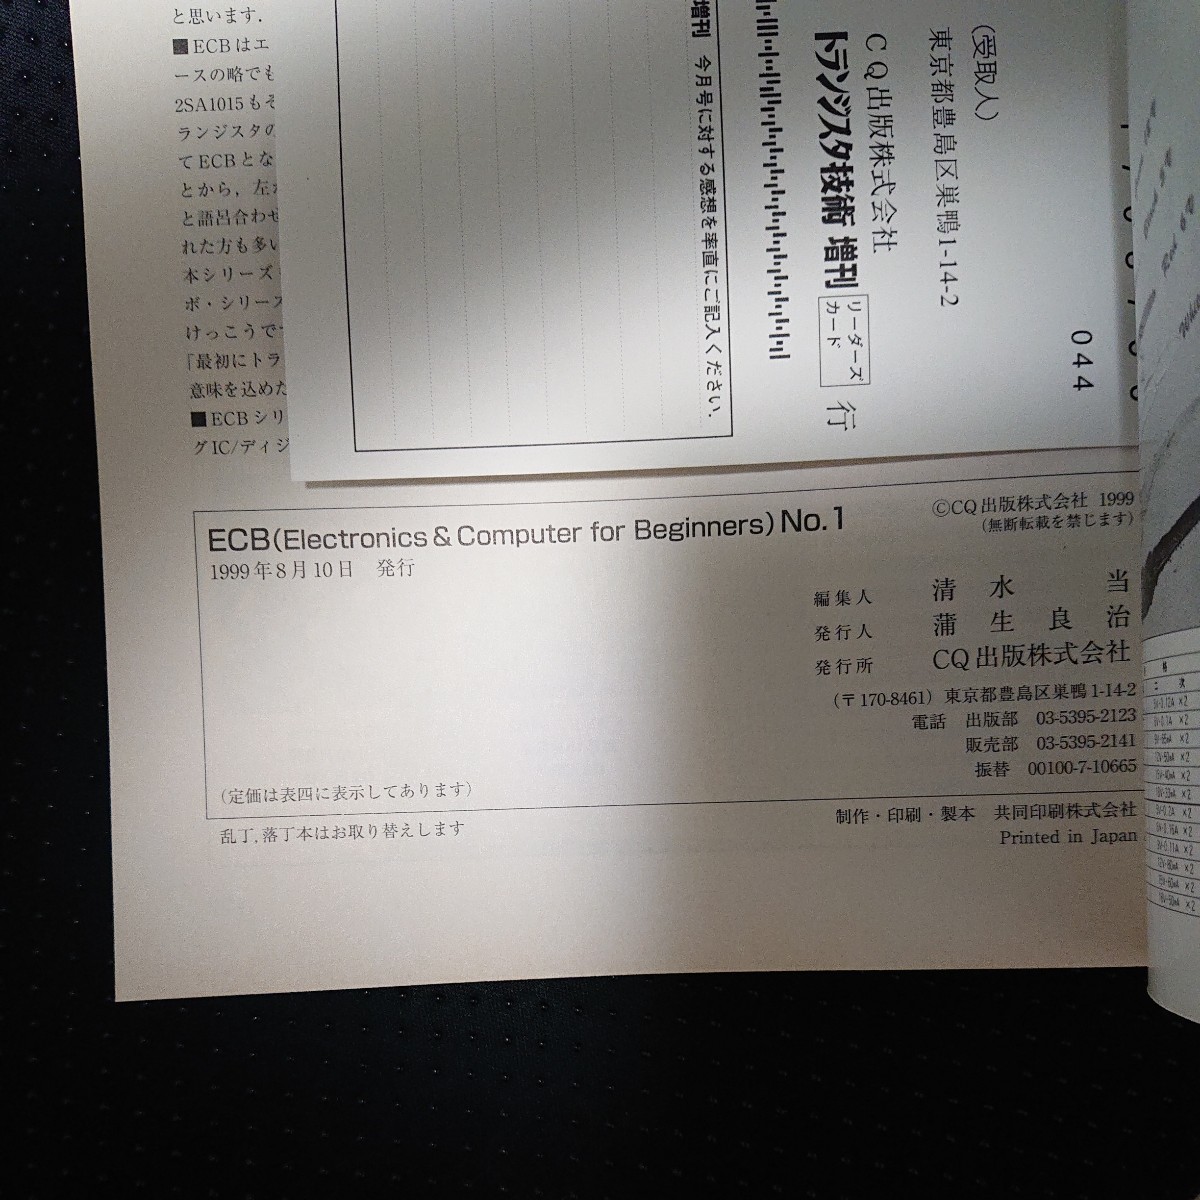 と思います.
■ECBはエ
ースの略でも
2SA1015もそ
ランジスタの
てECBとな
とから，左
と語呂合わせ
れた方も多い
本シリーズ
ボ・シリーズ
けっこうで
「最初にトラ
意味を込めた
■ECBシリ
グIC/ディジ
044
(受取人)
東京都豊島区巣鴨1-14-2
CQ出版株式会社
トランジスタ技術 増刊 リーダーズカード 行
増刊 今月号に対する感想を率直にご記入ください.
ECB(Electronics & Computer for Beginners) No.1
1999年8月10日 発行
©CQ出版株式会社 1999
(無断転載を禁じます)
編集人 清水 当
発行人 蒲生良治
発行所 CQ出版株式会社
(〒170-8461) 東京都豊島区巣鴨1-14-2
電話 出版部 03-5395-2123
販売部 03-5395-2141
振替 00100-7-10665
(定価は表四に表示してあります)
乱丁,落丁本はお取り替えします
制作・印刷・製本 共同印刷株式会社
Printed in Japan